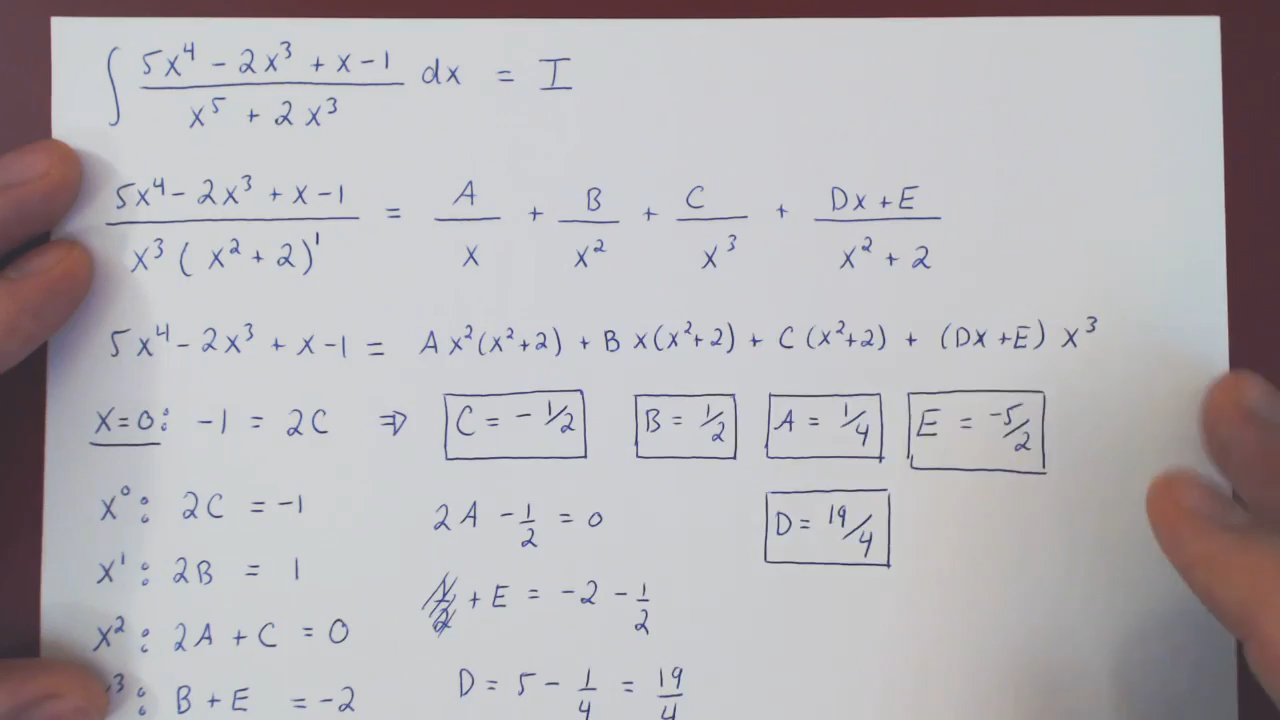 ∫ (5x⁴ - 2x³ + x - 1)/(x⁵ + 2x³) dx = I
(5x⁴ - 2x³ + x - 1)/(x³(x² + 2)¹) = A/x + B/x² + C/x³ + (Dx + E)/(x² + 2)
5x⁴ - 2x³ + x - 1 = Ax²(x²+2) + Bx(x²+2) + C(x²+2) + (Dx+E)x³
x=0: -1 = 2C ⇒ C = -1/2 B = 1/2 A = 1/4 E = -5/2
x⁰: 2C = -1 2A - 1/2 = 0 D = 19/4
x¹: 2B = 1
+ E = -2 - 1/2
x²: 2A + C = 0
³: B + E = -2 D = 5 - 1/4 = 19/4